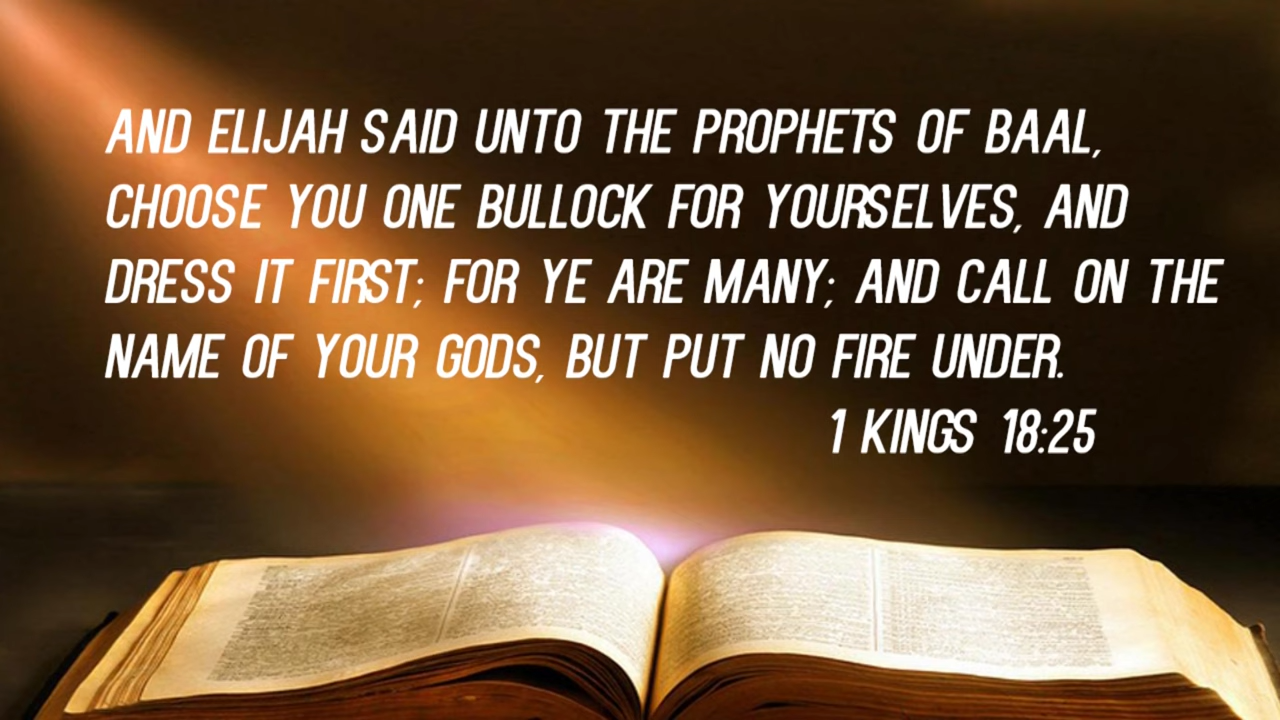 AND ELIJAH SAID UNTO THE PROPHETS OF BAAL,
CHOOSE YOU ONE BULLOCK FOR YOURSELVES, AND
DRESS IT FIRST; FOR YE ARE MANY; AND CALL ON THE
NAME OF YOUR GODS, BUT PUT NO FIRE UNDER.
1 KINGS 18:25